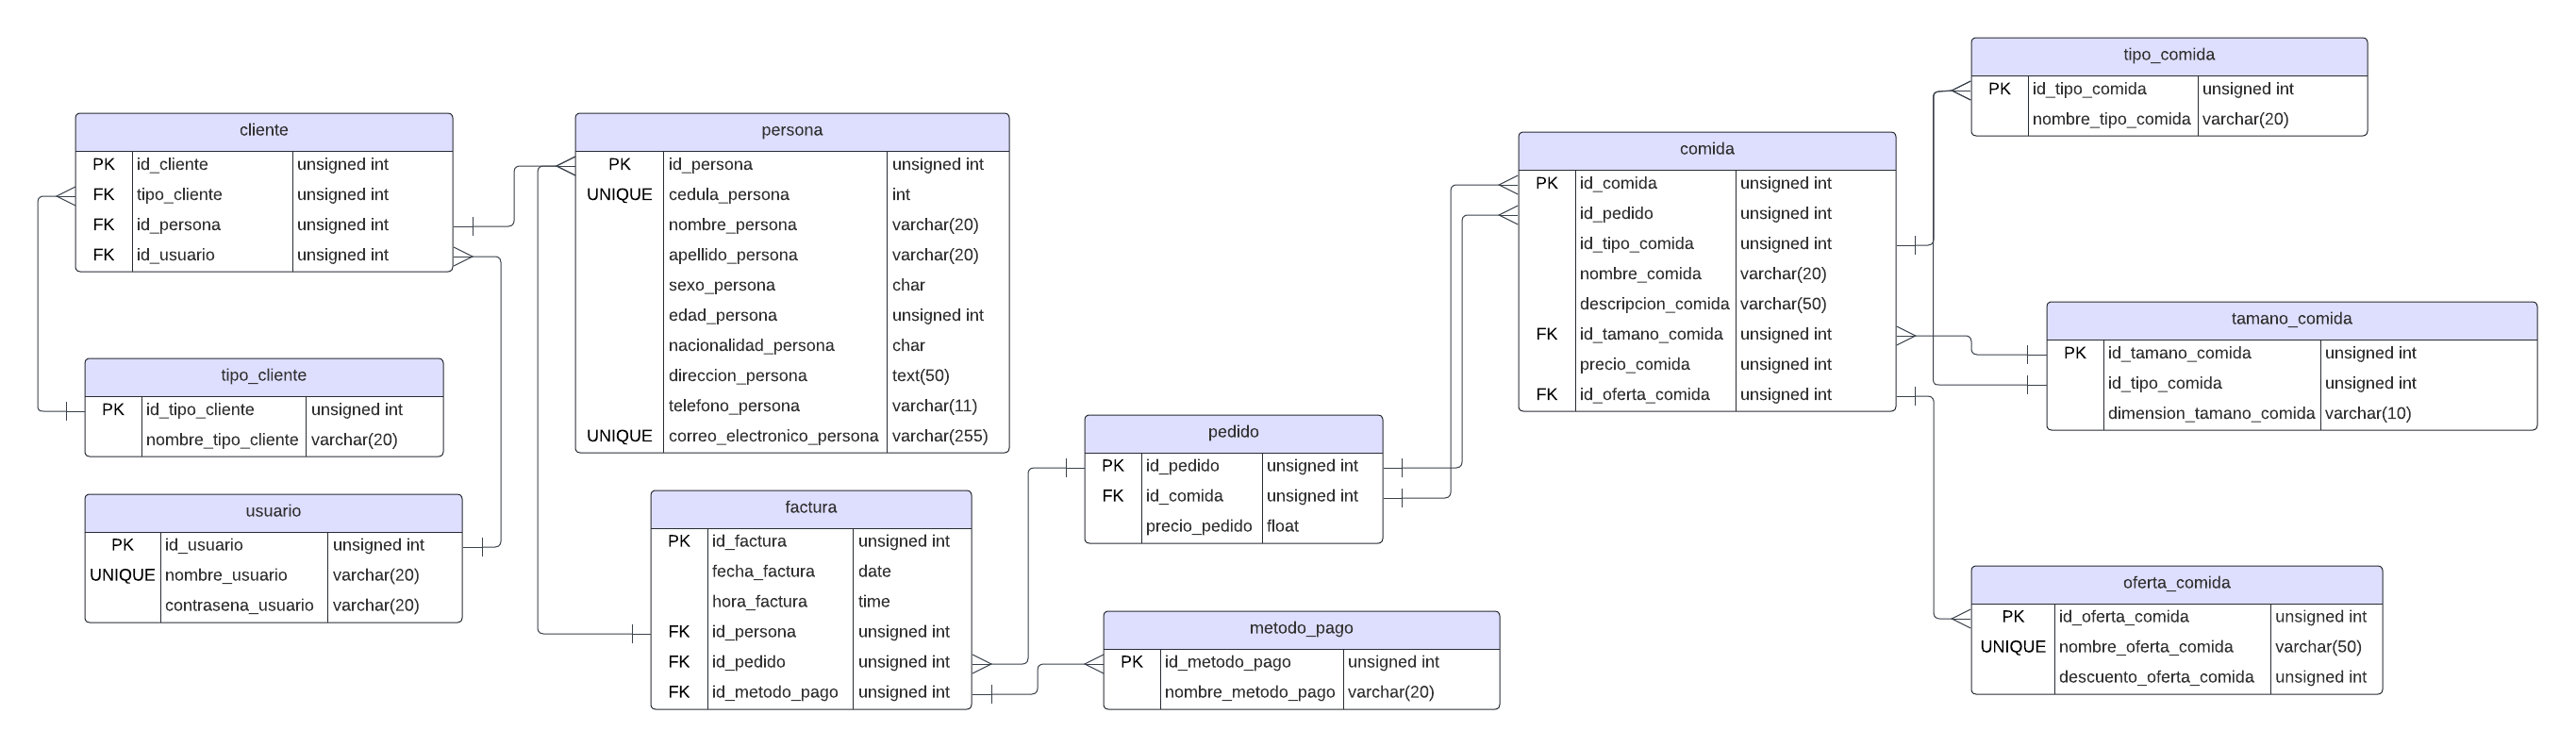 cliente
PK id_cliente unsigned int
FK tipo_cliente unsigned int
FK id_persona unsigned int
FK id_usuario unsigned int
tipo_cliente
PK id_tipo_cliente unsigned int
nombre_tipo_cliente varchar(20)
usuario
PK id_usuario unsigned int
UNIQUE nombre_usuario varchar(20)
contrasena_usuario varchar(20)
persona
PK id_persona unsigned int
UNIQUE cedula_persona int
nombre_persona varchar(20)
apellido_persona varchar(20)
sexo_persona char
edad_persona unsigned int
nacionalidad_persona char
direccion_persona text(50)
telefono_persona varchar(11)
UNIQUE correo_electronico_persona varchar(255)
factura
PK id_factura unsigned int
fecha_factura date
hora_factura time
FK id_persona unsigned int
FK id_pedido unsigned int
FK id_metodo_pago unsigned int
pedido
PK id_pedido unsigned int
FK id_comida unsigned int
precio_pedido float
metodo_pago
PK id_metodo_pago unsigned int
nombre_metodo_pago varchar(20)
comida
PK id_comida unsigned int
id_pedido unsigned int
id_tipo_comida unsigned int
nombre_comida varchar(20)
descripcion_comida varchar(50)
FK id_tamano_comida unsigned int
precio_comida unsigned int
FK id_oferta_comida unsigned int
tipo_comida
PK id_tipo_comida unsigned int
nombre_tipo_comida varchar(20)
tamano_comida
PK id_tamano_comida unsigned int
id_tipo_comida unsigned int
dimension_tamano_comida varchar(10)
oferta_comida
PK id_oferta_comida unsigned int
UNIQUE nombre_oferta_comida varchar(50)
descuento_oferta_comida unsigned int